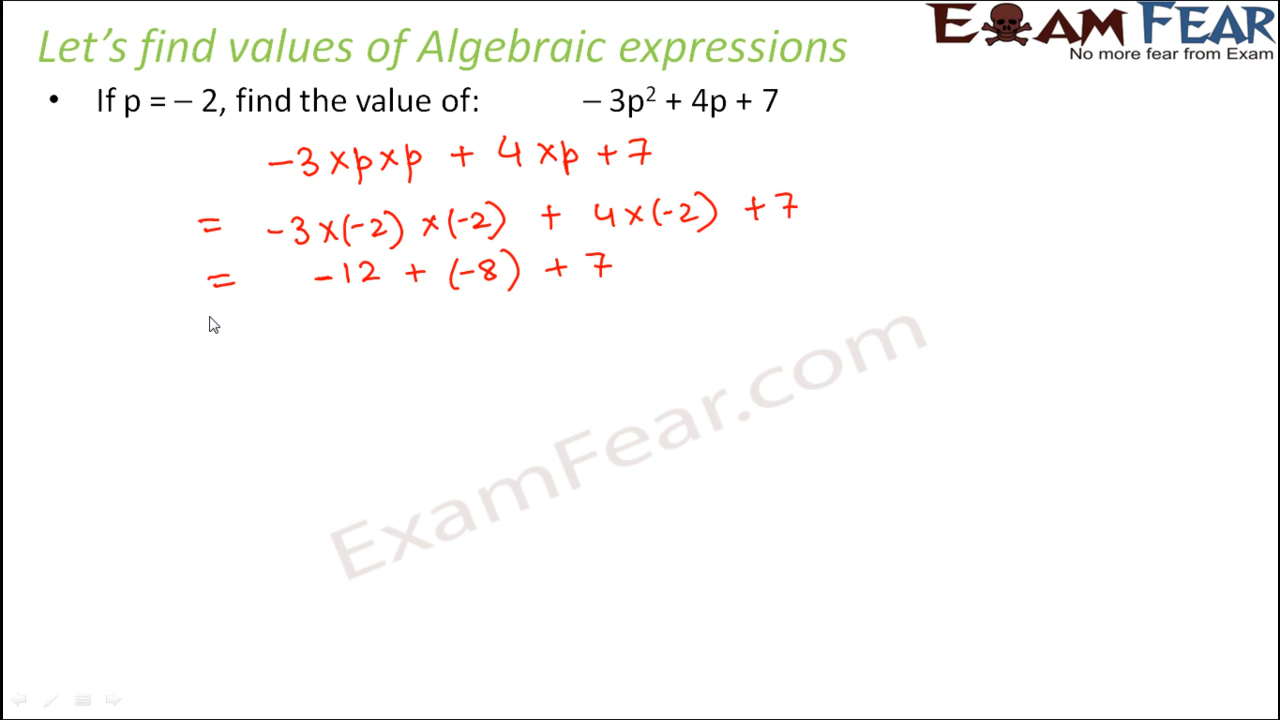 Let's find values of Algebraic expressions
EXAM FEAR
No more fear from Exam
• If p = – 2, find the value of: – 3p² + 4p + 7
-3 × p × p + 4 × p + 7
= -3 × (-2) × (-2) + 4 × (-2) + 7
= -12 + (-8) + 7
ExamFear.com